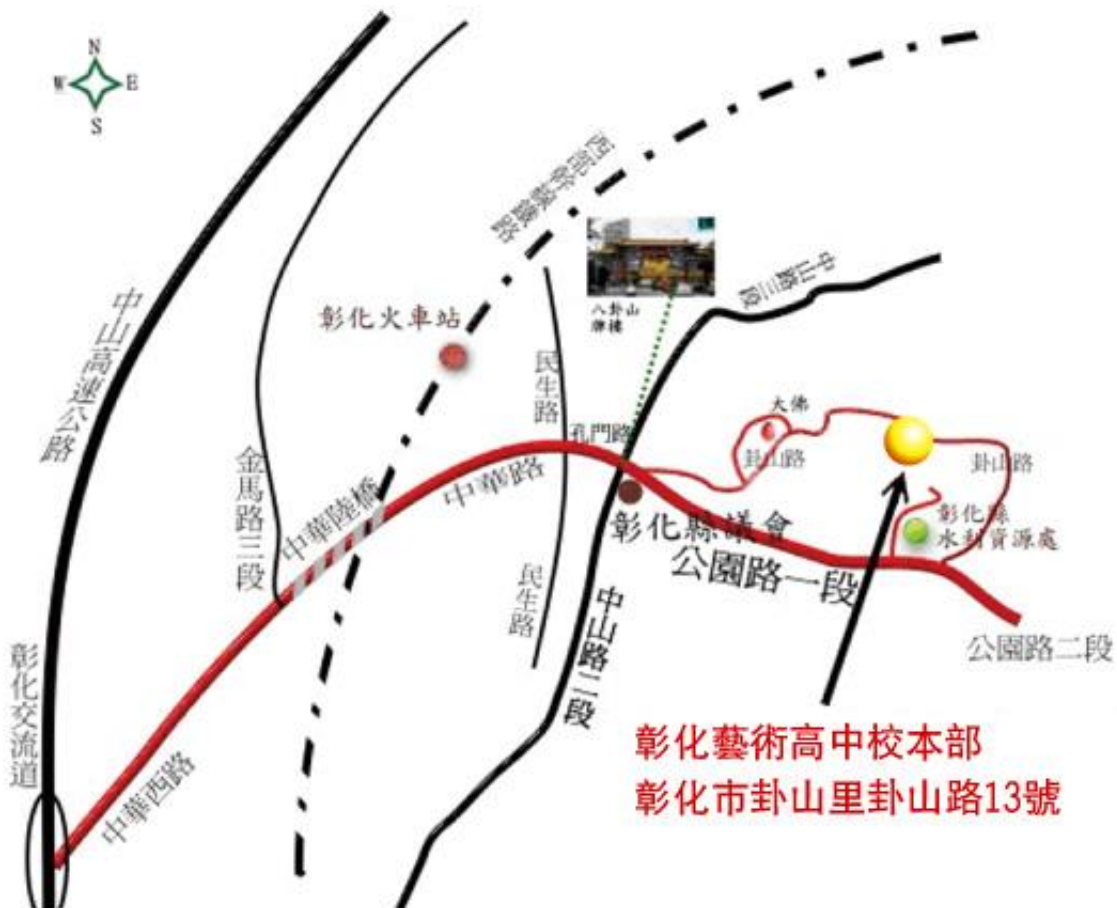 N
W
E
S
西部幹線鐵路
中山高速公路
彰化火車站
八卦山
牌樓
中山路三段
民生路
大佛
孔門路
卦山路
卦山路
金馬路三段
中華陸橋
中華路
彰化縣議會
彰化縣
水利資源處
公園路一段
民生路
中山路二段
公園路二段
彰化交流道
中華西路
彰化藝術高中校本部
彰化市卦山里卦山路13號